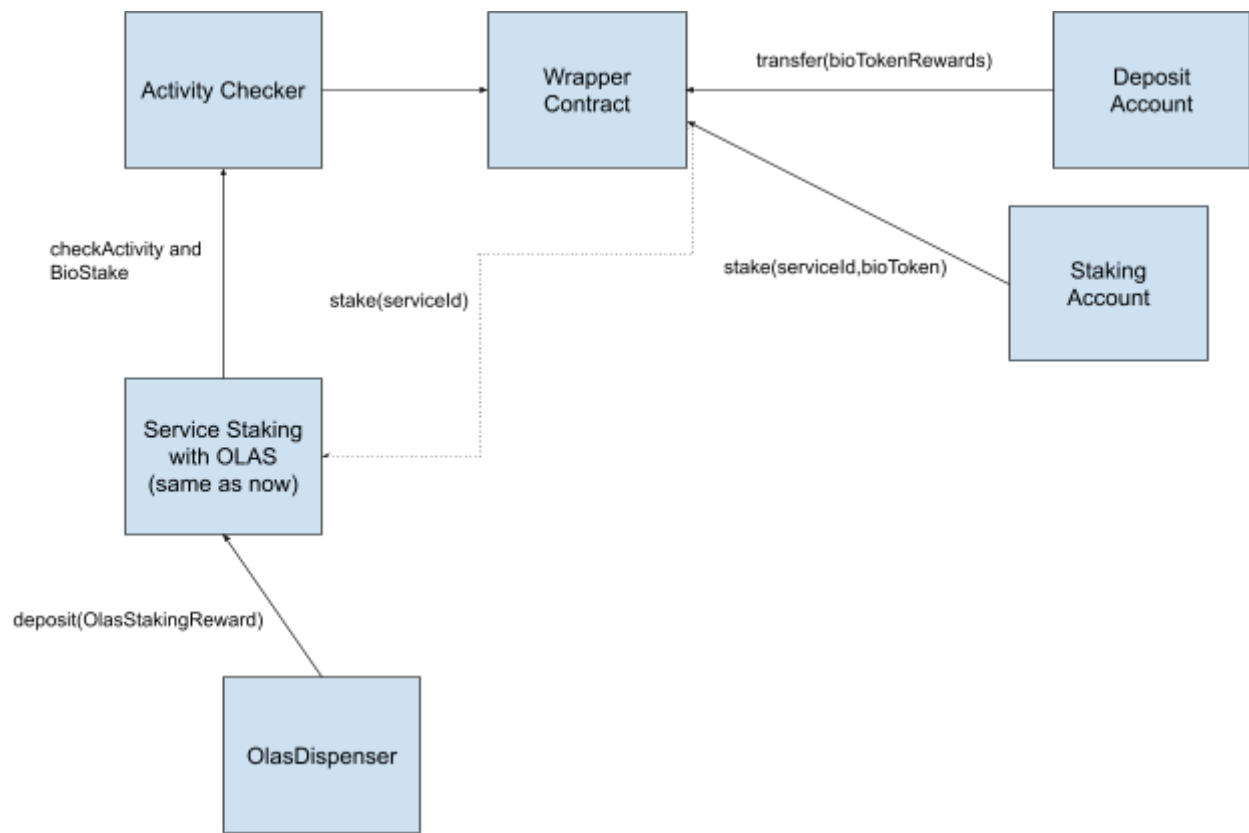 Activity Checker
Wrapper
Contract
transfer(bioTokenRewards)
Deposit
Account
checkActivity and
BioStake
stake(serviceId)
stake(serviceId,bioToken)
Staking
Account
Service Staking
with OLAS
(same as now)
deposit(OlasStakingReward)
OlasDispenser